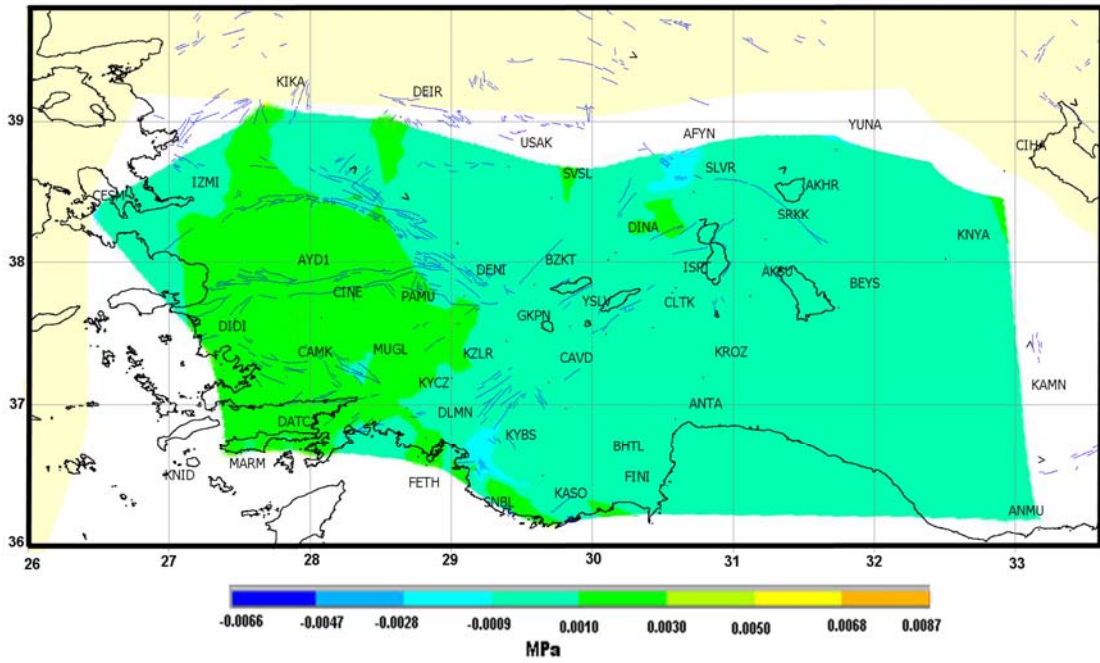 KIKA
DEIR
39
YUNA
USAK
AFYN
CIHA
SVSL
SLVR
CESM
IZMI
AKHR
DINA
SRKK
KNYA
38
AYD1
BZKT
ISPT
DENI
AKSU
CINE
PAMU
YSLV
CLTK
BEYS
GKPN
DIDI
CAMK
MUGL
KZLR
CAVD
KROZ
KYCZ
KAMN
37
DLMN
ANTA
DATC
KYBS
BHTL
MARM
KNID
FETH
FINI
SNBL
KASO
ANMU
36
26 27 28 29 30 31 32 33
-0.0066 -0.0047 -0.0028 -0.0009 0.0010 0.0030 0.0050 0.0068 0.0087
MPa